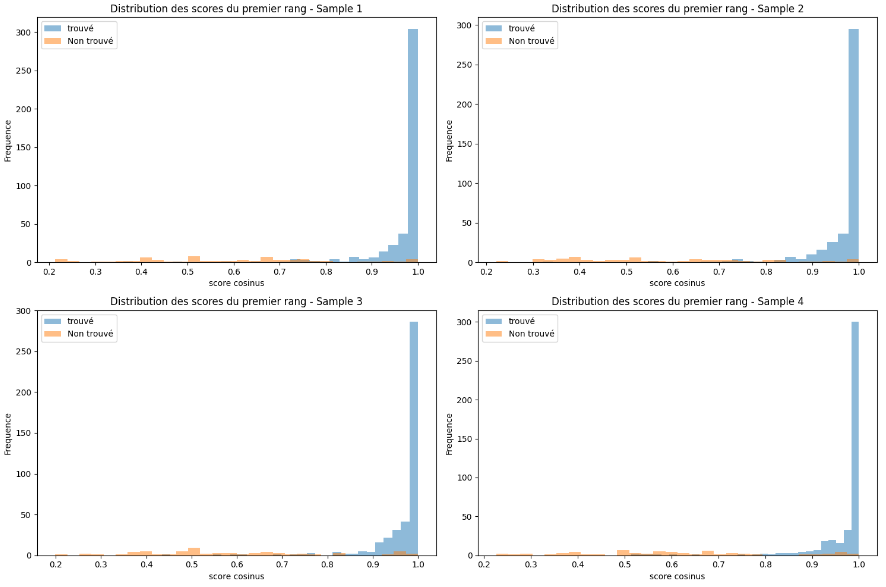 Distribution des scores du premier rang - Sample 1
trouvé
Non trouvé
Frequence
300
250
200
150
100
50
0
0.2 0.3 0.4 0.5 0.6 0.7 0.8 0.9 1.0
score cosinus
Distribution des scores du premier rang - Sample 2
trouvé
Non trouvé
Frequence
300
250
200
150
100
50
0
0.2 0.3 0.4 0.5 0.6 0.7 0.8 0.9 1.0
score cosinus
Distribution des scores du premier rang - Sample 3
trouvé
Non trouvé
Frequence
300
250
200
150
100
50
0
0.2 0.3 0.4 0.5 0.6 0.7 0.8 0.9 1.0
score cosinus
Distribution des scores du premier rang - Sample 4
trouvé
Non trouvé
Frequence
300
250
200
150
100
50
0
0.2 0.3 0.4 0.5 0.6 0.7 0.8 0.9 1.0
score cosinus